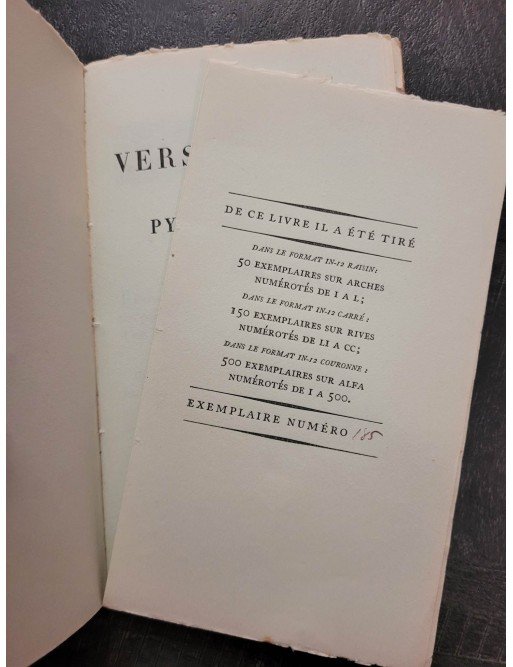 VERS
PY
DE CE LIVRE IL A ÉTÉ TIRÉ
DANS LE FORMAT IN-12 RAISIN:
50 EXEMPLAIRES SUR ARCHES
NUMÉROTÉS DE I A L;
DANS LE FORMAT IN-12 CARRÉ:
150 EXEMPLAIRES SUR RIVES
NUMÉROTÉS DE LI A CC;
DANS LE FORMAT IN-12 COURONNE:
500 EXEMPLAIRES SUR ALFA
NUMÉROTÉS DE 1 A 500.
EXEMPLAIRE NUMÉRO 185